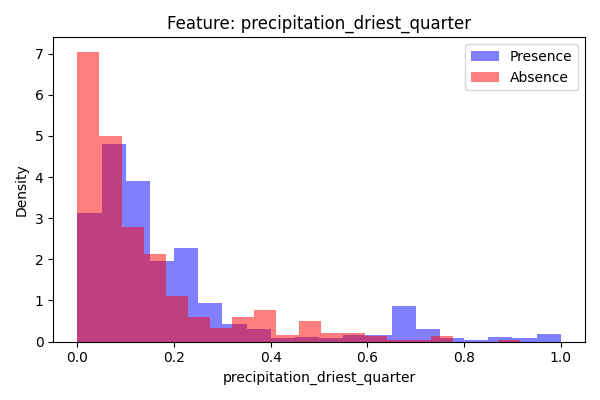 Feature: precipitation_driest_quarter
Presence
Absence
Density
7
6
5
4
3
2
1
0
0.0 0.2 0.4 0.6 0.8 1.0
precipitation_driest_quarter